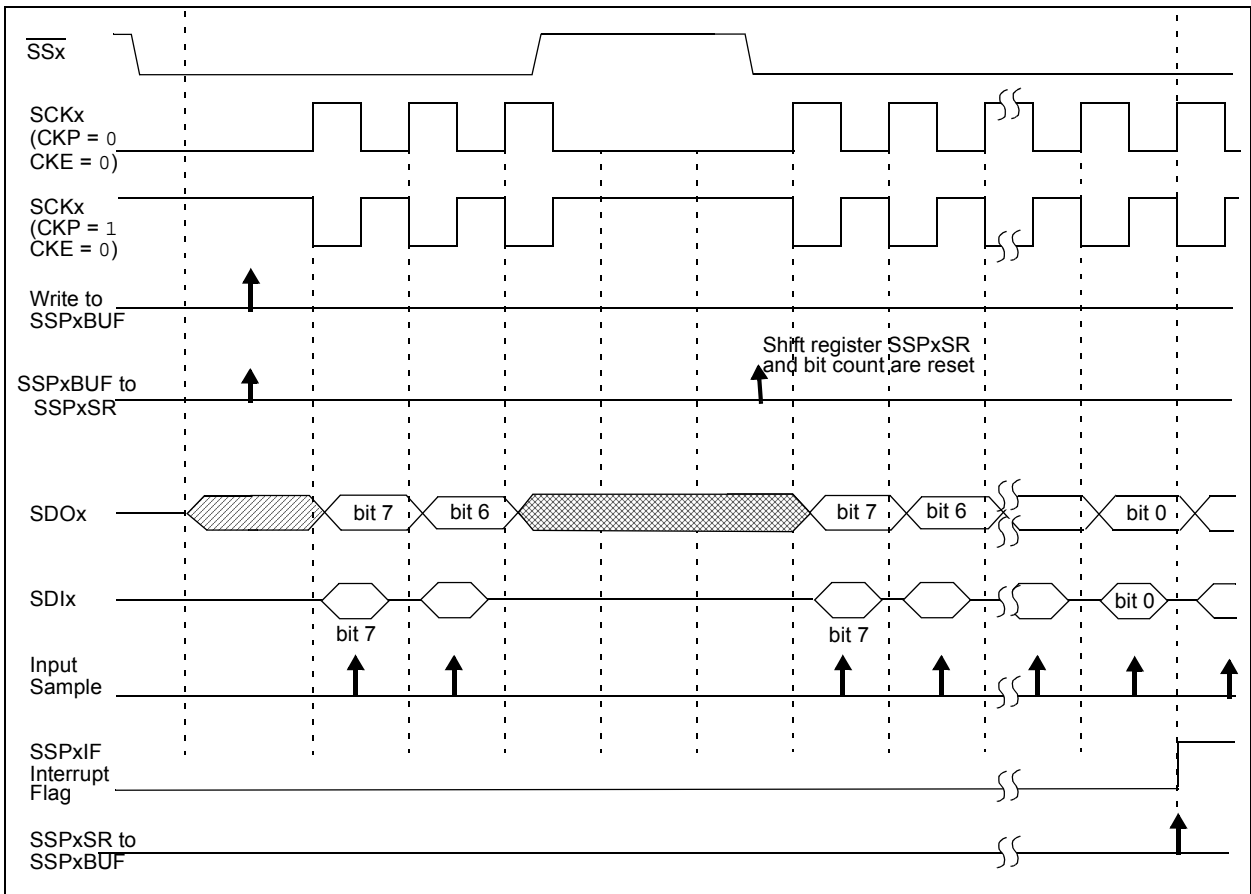 SSx
SCKx
(CKP = 0
CKE = 0)
SCKx
(CKP = 1
CKE = 0)
Write to
SSPxBUF
Shift register SSPxSR
and bit count are reset
SSPxBUF to
SSPxSR
SDOx
bit 7
bit 6
bit 7
bit 6
bit 0
SDIx
bit 0
bit 7
bit 7
Input
Sample
SSPxIF
Interrupt
Flag
SSPxSR to
SSPxBUF